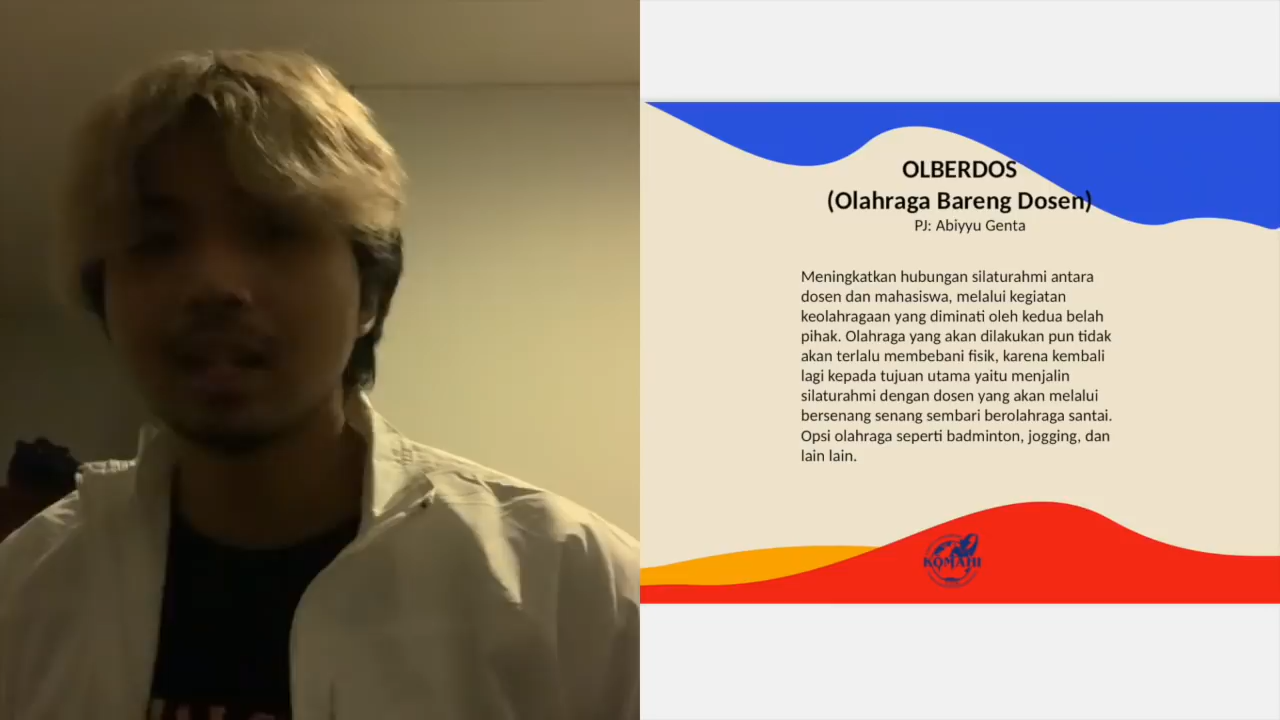 OLBERDOS
(Olahraga Bareng Dosen)
PJ: Abiyyu Genta
Meningkatkan hubungan silaturahmi antara
dosen dan mahasiswa, melalui kegiatan
keolahragaan yang diminati oleh kedua belah
pihak. Olahraga yang akan dilakukan pun tidak
akan terlalu membebani fisik, karena kembali
lagi kepada tujuan utama yaitu menjalin
silaturahmi dengan dosen yang akan melalui
bersenang senang sembari berolahraga santai.
Opsi olahraga seperti badminton, jogging, dan
lain lain.
KOMAHI